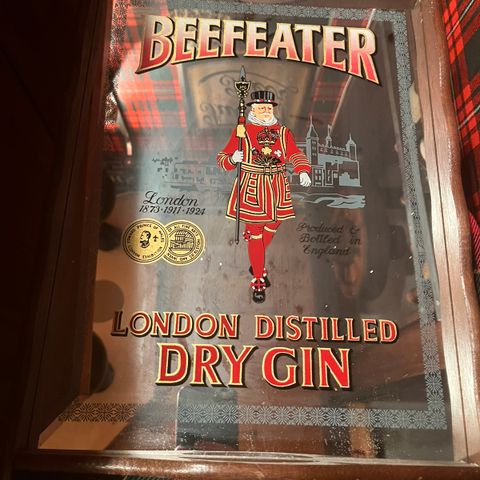 BEEFEATER
London
1873·1911·1924
Produced &
Bottled in
England
LONDON DISTILLED
DRY GIN